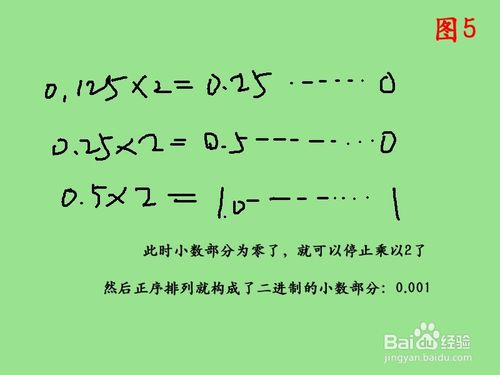 图5
0.125×2=0.25 ------ 0
0.25×2=0.5-----···0
0.5×2=1.0-----···· 1
此时小数部分为零了，就可以停止乘以2了
然后正序排列就构成了二进制的小数部分：0.001
Bai du 经验
jingyan.baidu.com